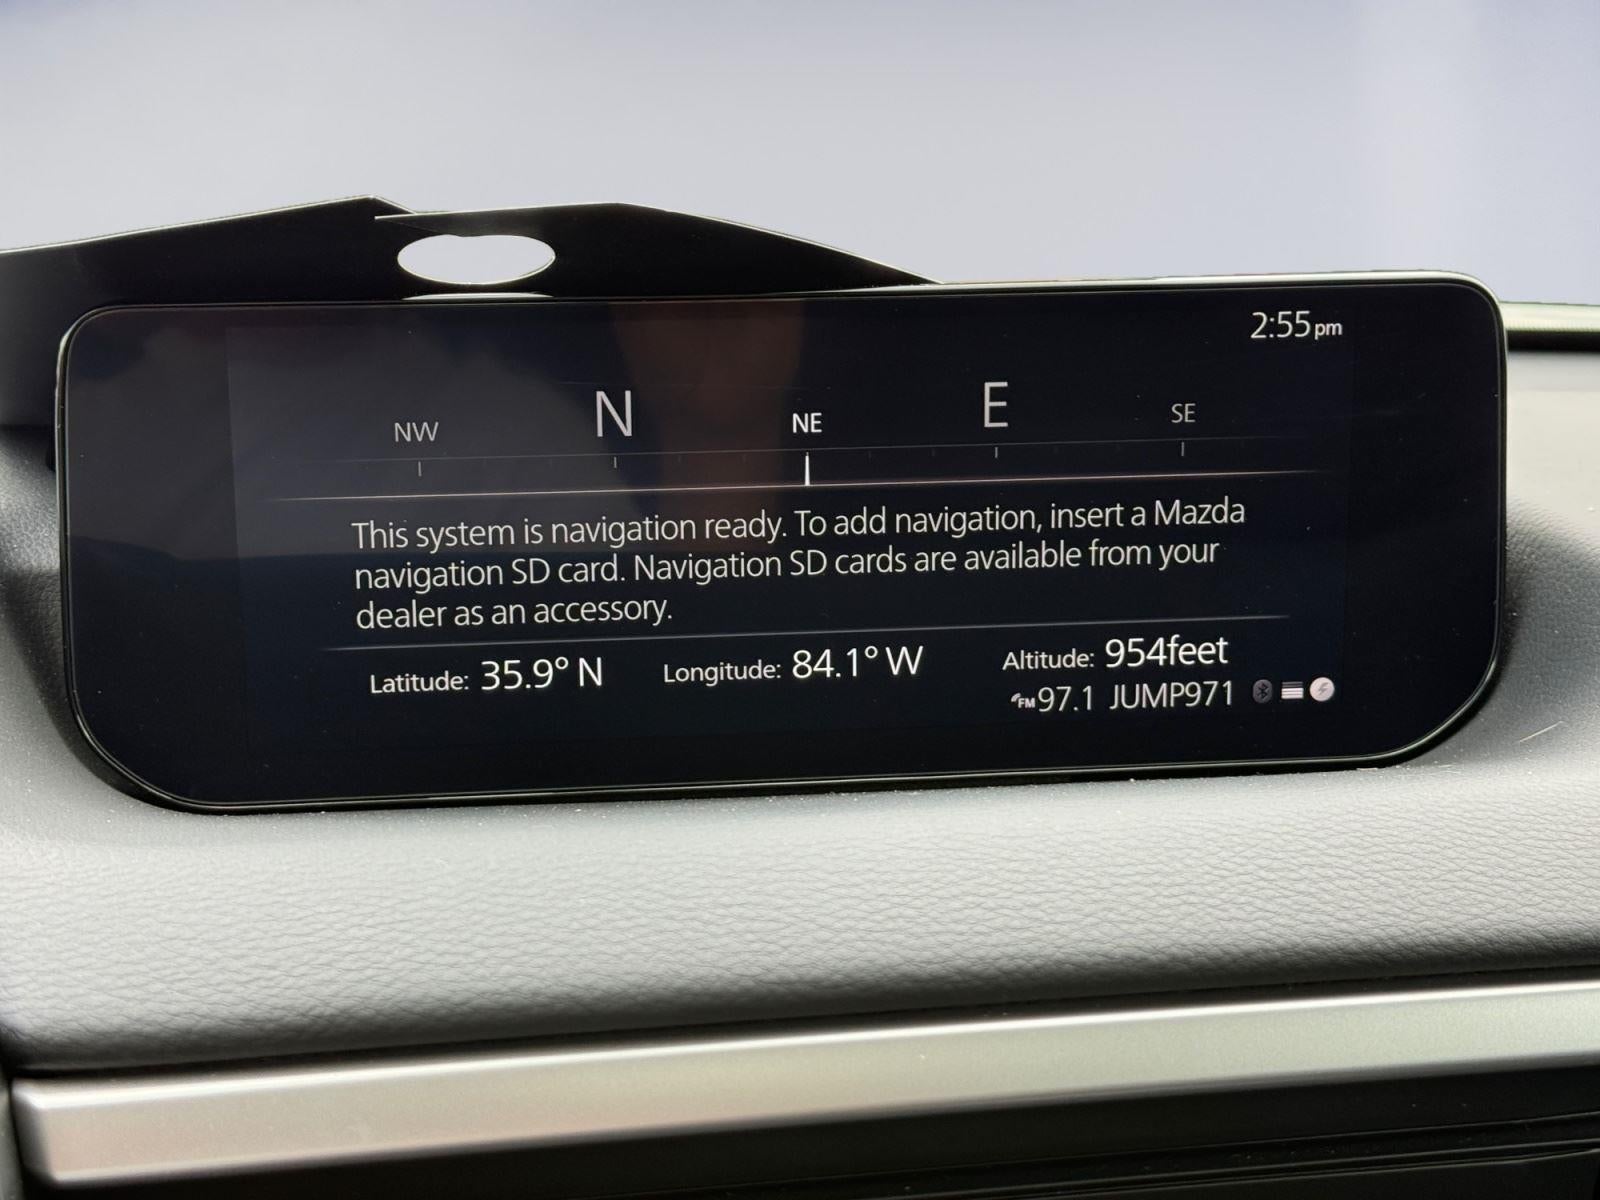 2:55pm
NW N NE E SE
This system is navigation ready. To add navigation, insert a Mazda
navigation SD card. Navigation SD cards are available from your
dealer as an accessory.
Latitude: 35.9° N Longitude: 84.1° W Altitude: 954feet
FM 97.1 JUMP971